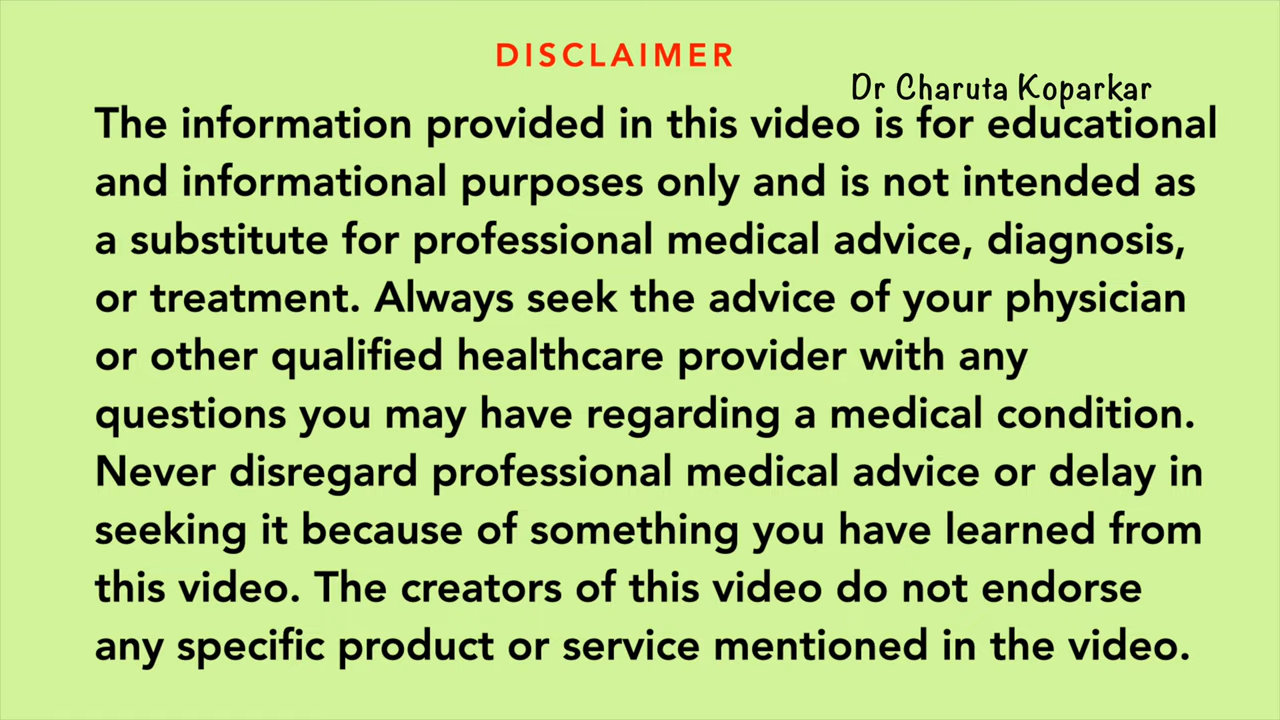 DISCLAIMER
Dr Charuta Koparkar
The information provided in this video is for educational
and informational purposes only and is not intended as
a substitute for professional medical advice, diagnosis,
or treatment. Always seek the advice of your physician
or other qualified healthcare provider with any
questions you may have regarding a medical condition.
Never disregard professional medical advice or delay in
seeking it because of something you have learned from
this video. The creators of this video do not endorse
any specific product or service mentioned in the video.